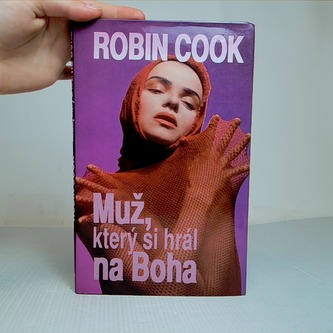 ROBIN COOK
Muž,
který si hrál
na Boha